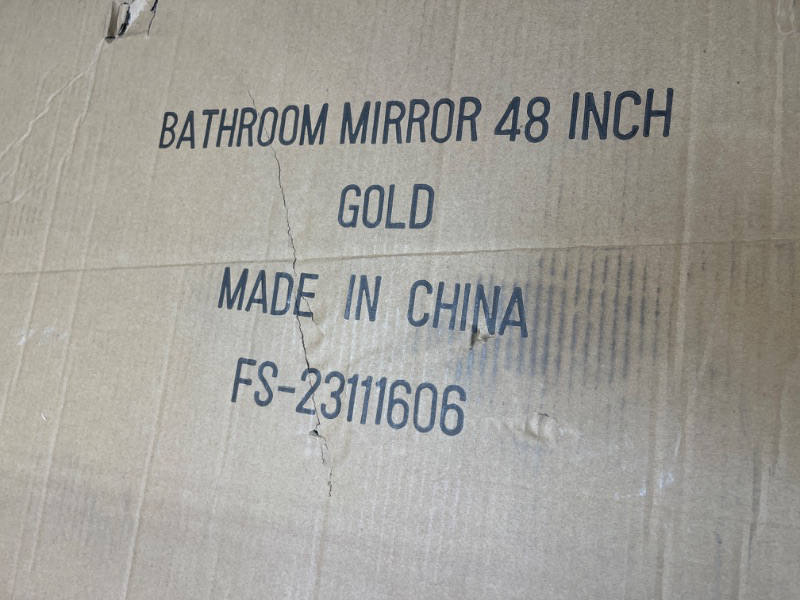 BATHROOM MIRROR 48 INCH
GOLD
MADE IN CHINA
FS-23111606